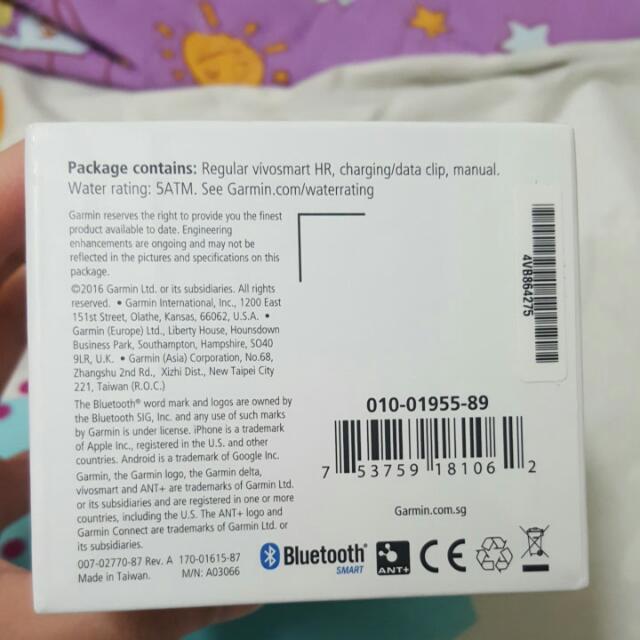 Package contains: Regular vivosmart HR, charging/data clip, manual.
Water rating: 5ATM. See Garmin.com/waterrating
Garmin reserves the right to provide you the finest
product available to date. Engineering
enhancements are ongoing and may not be
reflected in the pictures and specifications on this
package.
©2016 Garmin Ltd. or its subsidiaries. All rights
reserved. • Garmin International, Inc., 1200 East
151st Street, Olathe, Kansas, 66062, U.S.A. •
Garmin (Europe) Ltd., Liberty House, Hounsdown
Business Park, Southampton, Hampshire, SO40
9LR, U.K. • Garmin (Asia) Corporation, No.68,
Zhangshu 2nd Rd., Xizhi Dist., New Taipei City
221, Taiwan (R.O.C.)
The Bluetooth® word mark and logos are owned by
the Bluetooth SIG, Inc. and any use of such marks
by Garmin is under license. iPhone is a trademark
of Apple Inc., registered in the U.S. and other
countries. Android is a trademark of Google Inc.
Garmin, the Garmin logo, the Garmin delta,
vivosmart and ANT+ are trademarks of Garmin Ltd.
or its subsidiaries and are registered in one or more
countries, including the U.S. The ANT+ logo and
Garmin Connect are trademarks of Garmin Ltd. or
its subsidiaries.
007-02770-87 Rev. A 170-01615-87
Made in Taiwan. M/N: A03066
4VB864275
010-01955-89
7 53759 18106 2
Garmin.com.sg
Bluetooth®
SMART
ANT+
CE